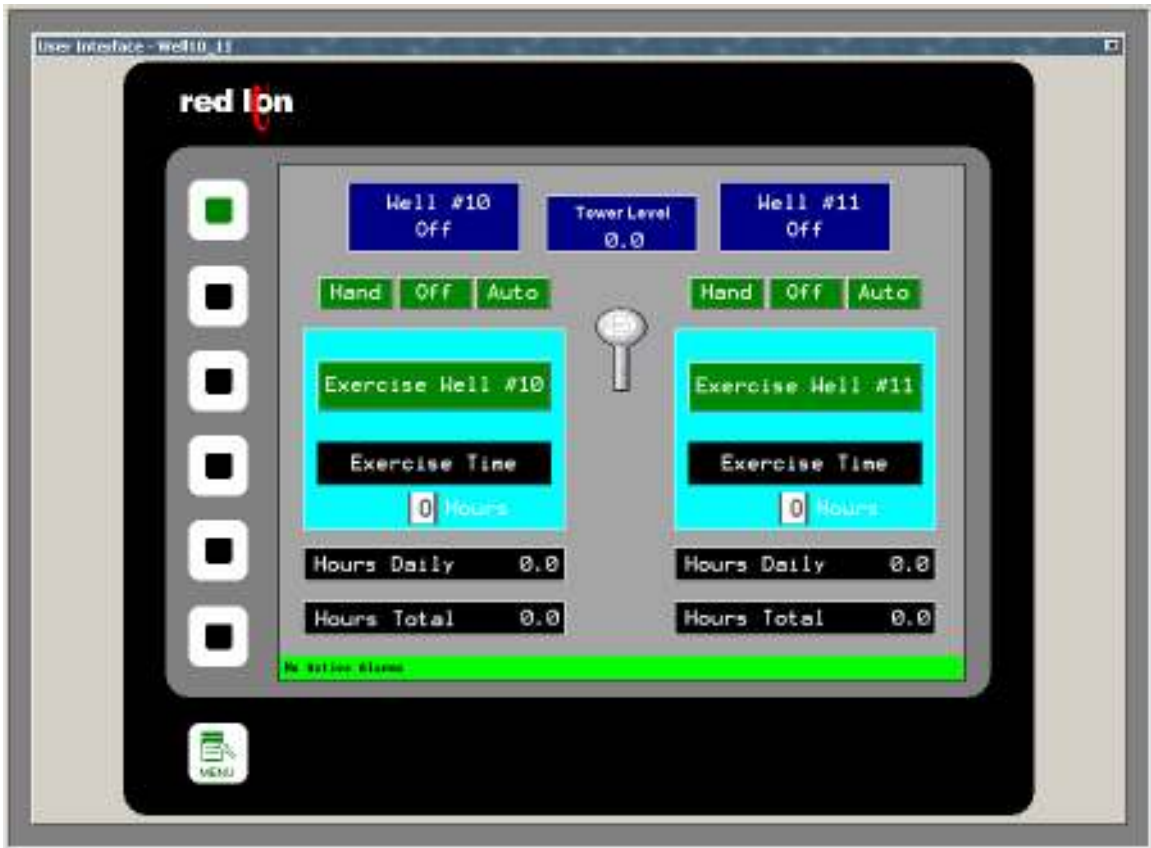 User Interface - Well10_11
red lion
Well #10
Off
Tower Level
0.0
Well #11
Off
Hand Off Auto
Hand Off Auto
Exercise Well #10
Exercise Well #11
Exercise Time
Exercise Time
0 Hours
0 Hours
Hours Daily 0.0
Hours Daily 0.0
Hours Total 0.0
Hours Total 0.0
No Active Alarms
MENU